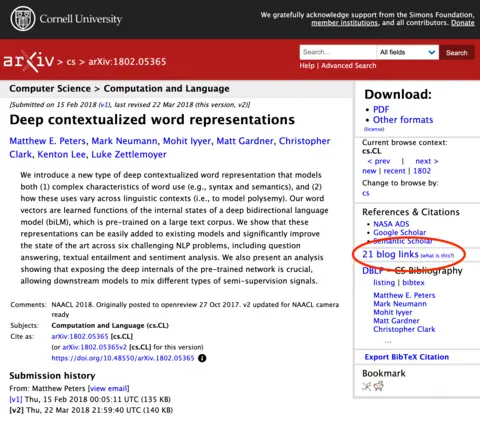 Cornell University
We gratefully acknowledge support from the Simons Foundation,
member institutions, and all contributors. Donate
arXiv > cs > arXiv:1802.05365
Search... All fields Search
Help | Advanced Search
Computer Science > Computation and Language
[Submitted on 15 Feb 2018 (v1), last revised 22 Mar 2018 (this version, v2)]
Deep contextualized word representations
Matthew E. Peters, Mark Neumann, Mohit Iyyer, Matt Gardner, Christopher
Clark, Kenton Lee, Luke Zettlemoyer
We introduce a new type of deep contextualized word representation that models
both (1) complex characteristics of word use (e.g., syntax and semantics), and (2)
how these uses vary across linguistic contexts (i.e., to model polysemy). Our word
vectors are learned functions of the internal states of a deep bidirectional
language model (biLM), which is pre-trained on a large text corpus. We show that these
representations can be easily added to existing models and significantly improve
the state of the art across six challenging NLP problems, including question
answering, textual entailment and sentiment analysis. We also present an analysis
showing that exposing the deep internals of the pre-trained network is crucial,
allowing downstream models to mix different types of semi-supervision signals.
Comments: NAACL 2018. Originally posted to openreview 27 Oct 2017. v2 updated for NAACL camera
ready
Subjects: Computation and Language (cs.CL)
Cite as: arXiv:1802.05365 [cs.CL]
(or arXiv:1802.05365v2 [cs.CL] for this version)
https://doi.org/10.48550/arXiv.1802.05365
Submission history
From: Matthew Peters [view email]
[v1] Thu, 15 Feb 2018 00:05:11 UTC (135 KB)
[v2] Thu, 22 Mar 2018 21:59:40 UTC (140 KB)
Download:
PDF
Other formats
(license)
Current browse context:
cs.CL
< prev | next >
new | recent | 1802
Change to browse by:
cs
References & Citations
NASA ADS
Google Scholar
Semantic Scholar
21 blog links (what is this?)
DBLP - CS Bibliography
listing | bibtex
Matthew E. Peters
Mark Neumann
Mohit Iyyer
Matt Gardner
Christopher Clark
...
Export BibTeX Citation
Bookmark